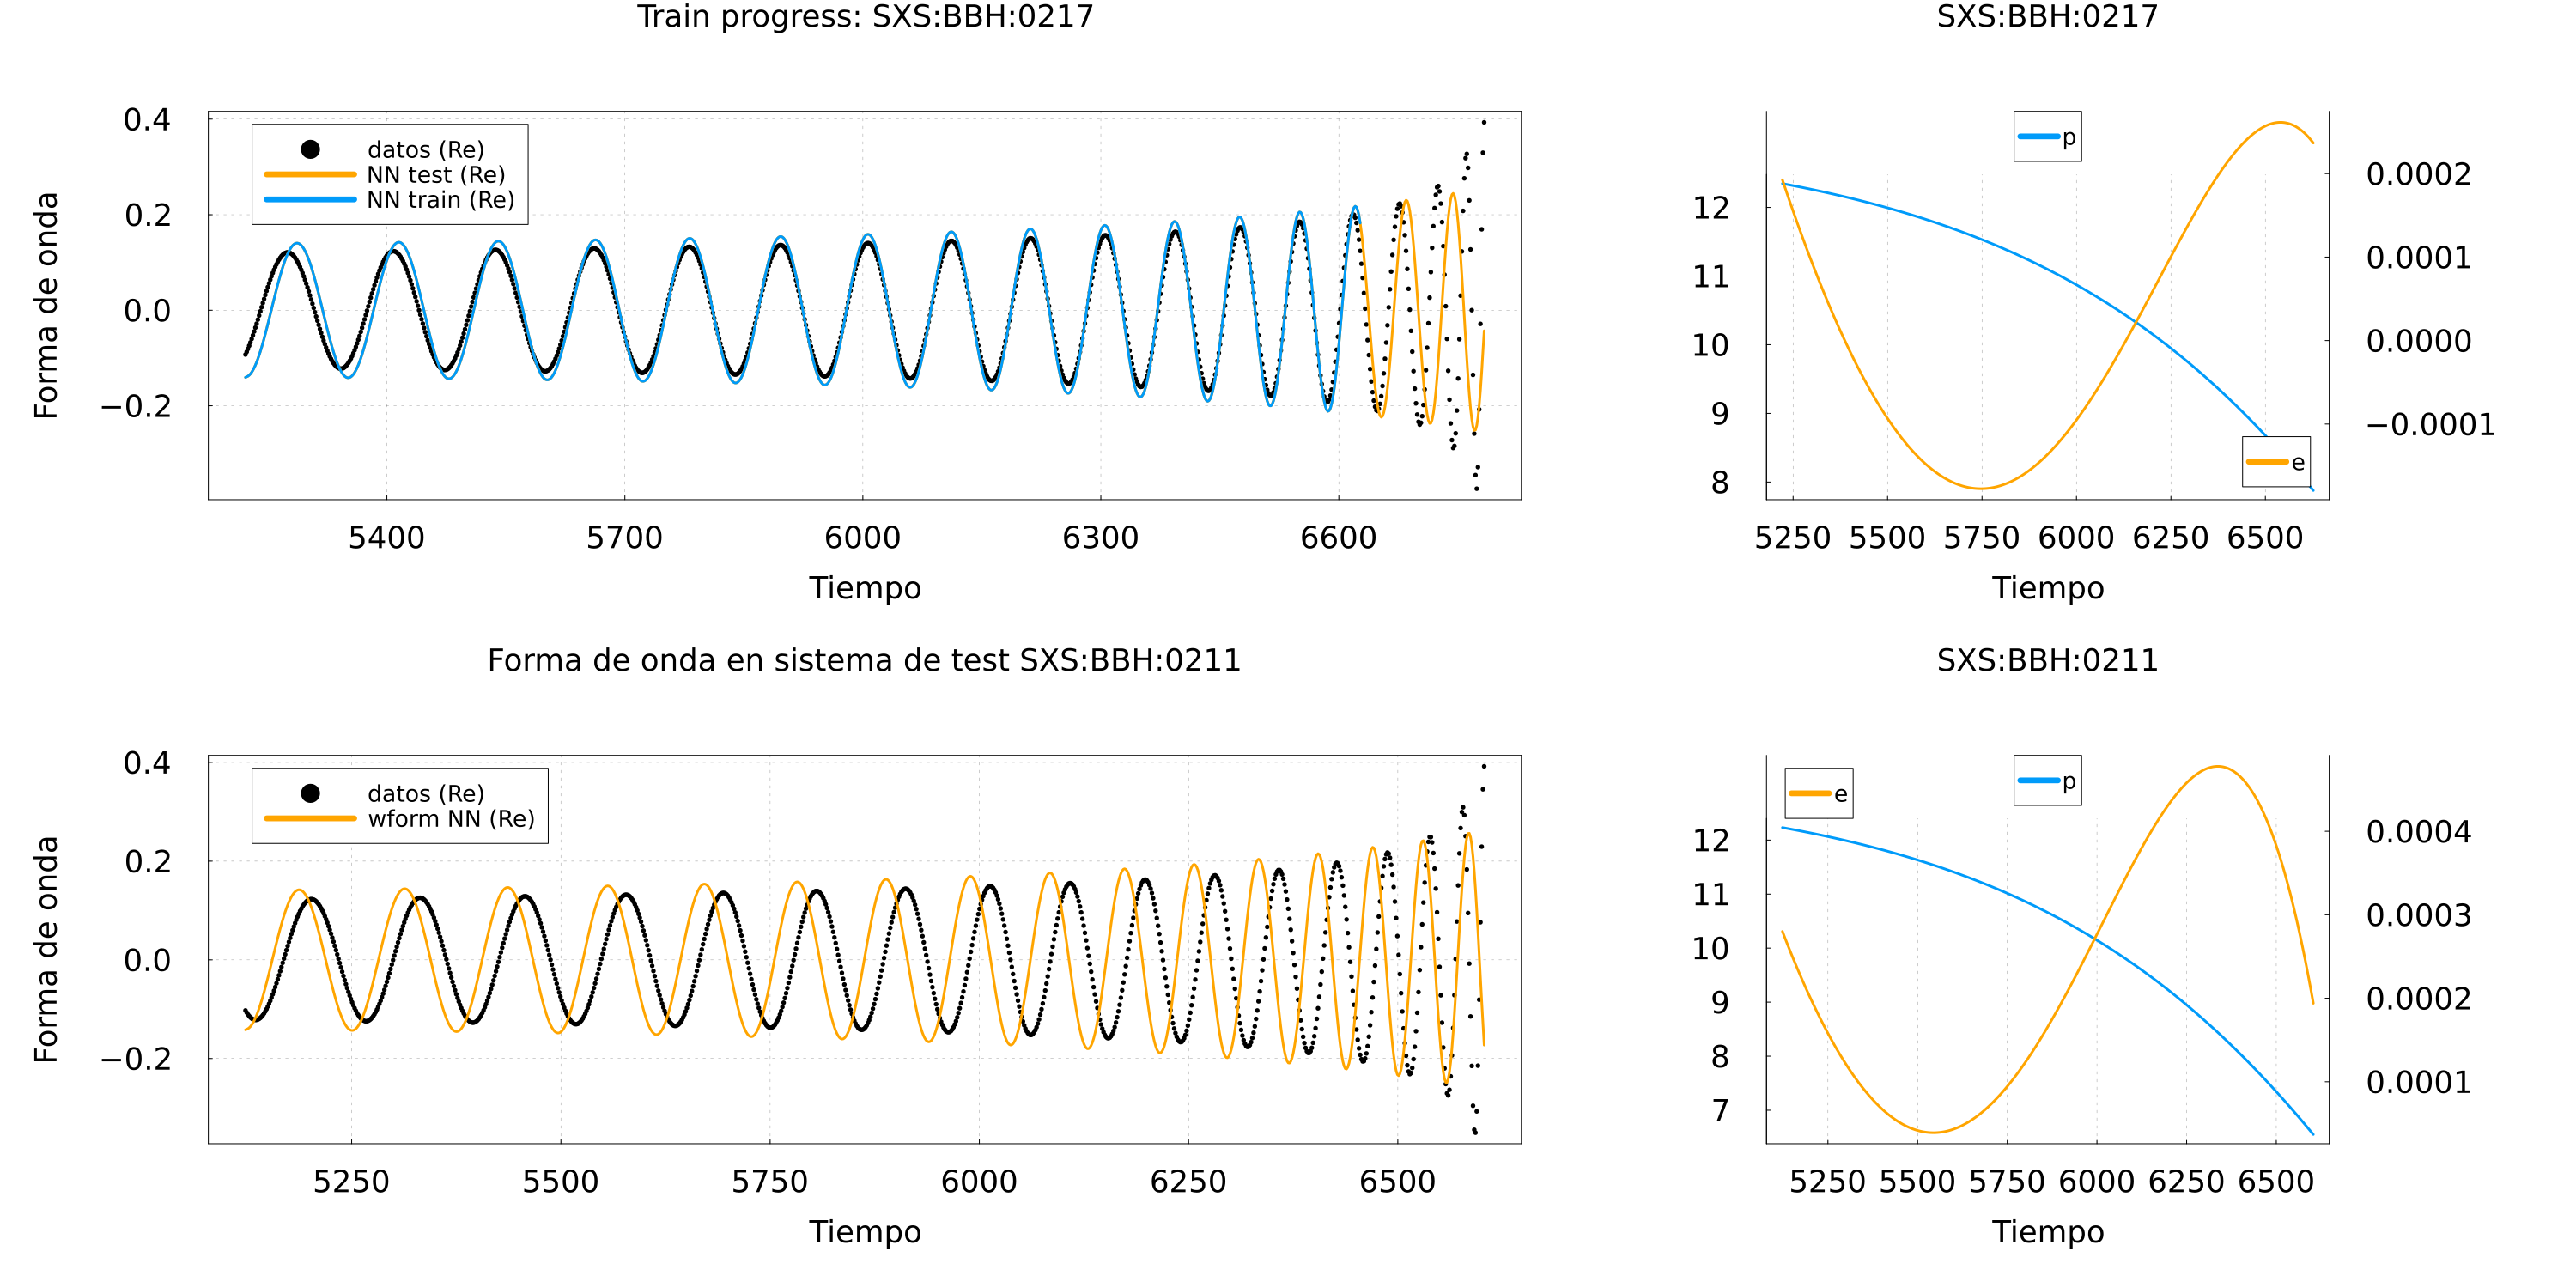 Train progress: SXS:BBH:0217
0.4
0.2
0.0
−0.2
Forma de onda
datos (Re)
NN test (Re)
NN train (Re)
5400 5700 6000 6300 6600
Tiempo
SXS:BBH:0217
12
11
10
9
8
p
e
0.0002
0.0001
0.0000
−0.0001
5250 5500 5750 6000 6250 6500
Tiempo
Forma de onda en sistema de test SXS:BBH:0211
0.4
0.2
0.0
−0.2
Forma de onda
datos (Re)
wform NN (Re)
5250 5500 5750 6000 6250 6500
Tiempo
SXS:BBH:0211
12
11
10
9
8
7
e
p
0.0004
0.0003
0.0002
0.0001
5250 5500 5750 6000 6250 6500
Tiempo